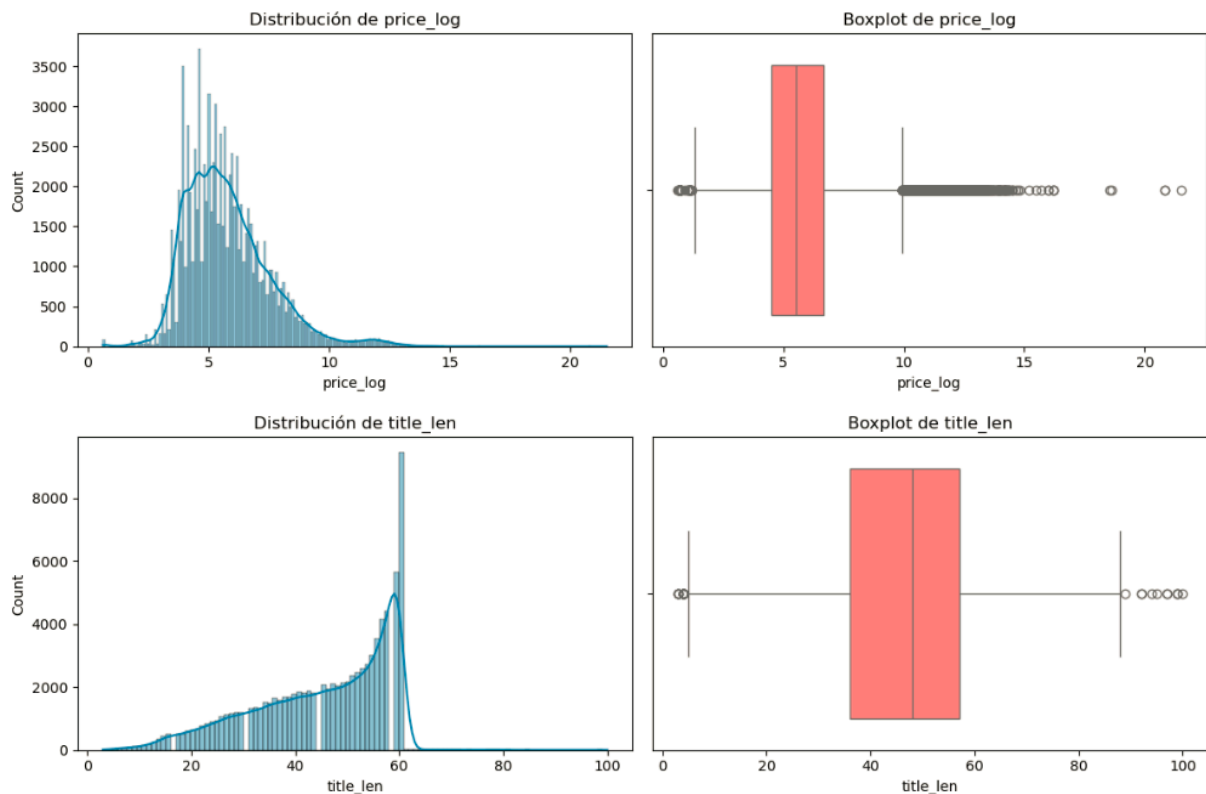 Distribución de price_log
Boxplot de price_log
3500
3000
2500
2000
1500
1000
500
0
Count
0 5 10 15 20
price_log
0 5 10 15 20
price_log
Distribución de title_len
Boxplot de title_len
8000
6000
4000
2000
0
Count
0 20 40 60 80 100
title_len
0 20 40 60 80 100
title_len